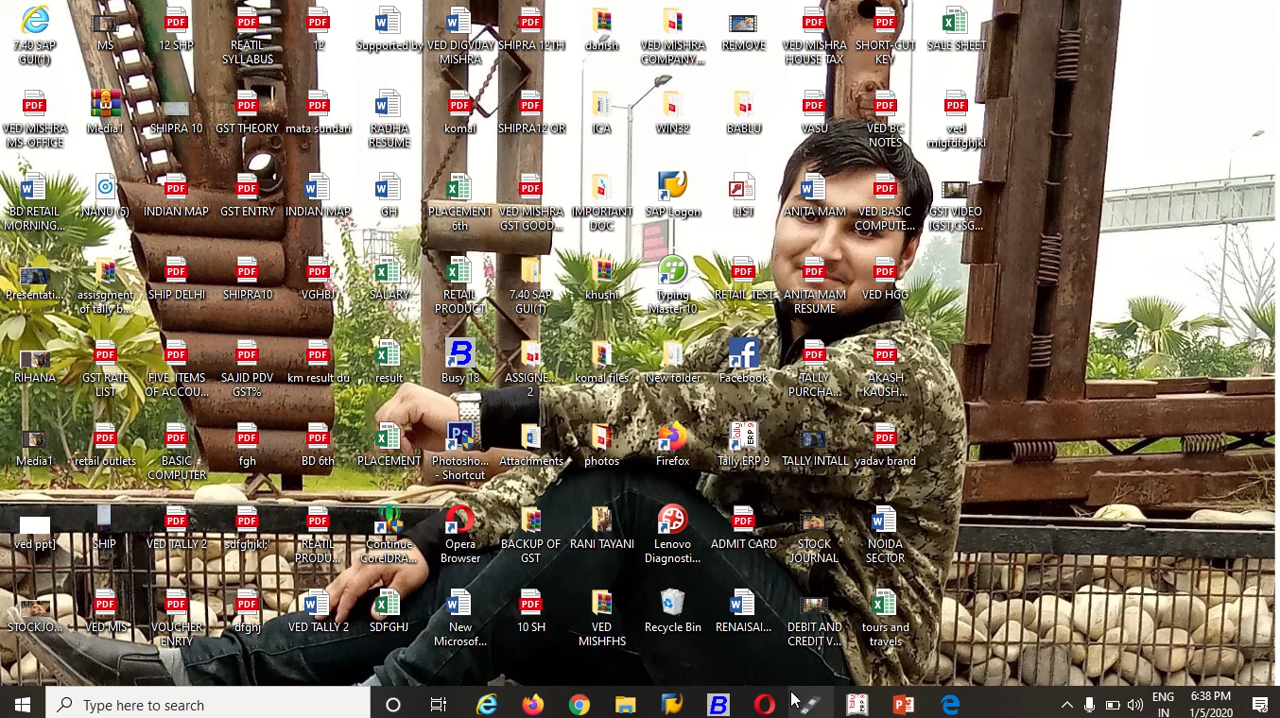 7.40 SAP
GUI(1)
MS
12 SHP
REATIL
SYLLABUS
12
Supported by
VED DIGVIJAY
MISHRA
SHIPRA 12TH
danish
VED MISHRA
COMPANY...
REMOVE
VED MISHRA
HOUSE TAX
SHORT-CUT
KEY
SALE SHEET
VED MISHRA
MS-OFFICE
Media1
SHIPRA 10
GST THEORY
mata sundari
RADHA
RESUME
komal
SHIPRA12 OR
ICA
WIN32
BABLU
VASU
VED BC
NOTES
ved
migfdfghjkl
BD RETAIL
MORNING...
NANU (6)
INDIAN MAP
GST ENTRY
INDIAN MAP
GH
PLACEMENT
6th
VED MISHRA
GST GOOD...
IMPORTANT
DOC
SAP Logon
LIST
ANITA MAM
VED BASIC
COMPUTE...
GST VIDEO
IGST,CSG...
Presentati...
assisgment
of tally b...
SHIP DELHI
SHIPRA10
VGHBJ
SALARY
RETAIL
PRODUCT
7.40 SAP
GUI(1)
khushi
Typing
Master 10
RETAIL TEST
ANITA MAM
RESUME
VED HGG
RIHANA
GST RATE
LIST
FIVE ITEMS
OF ACCOU...
SAJID PDV
GST%
km result du
result
Busy 18
ASSIGNE...
2
komal files
New folder
Facebook
TALLY
PURCHA...
AKASH
KAUSH...
Media1
retail outlets
BASIC
COMPUTER
fgh
BD 6th
PLACEMENT
Photosho...
- Shortcut
Attachments
photos
Firefox
Tally.ERP 9
TALLY INTALL
yadav brand
ved ppt]
SHIP
VED TALLY 2
sdfghjkl;'
REATIL
PRODU...
Continue
CorelDRA...
Opera
Browser
BACKUP OF
GST
RANI TAYANI
Lenovo
Diagnosti...
ADMIT CARD
STOCK
JOURNAL
NOIDA
SECTOR
STOCKJO...
VED MIS
VOUCHER
ENRTY
dfghj
VED TALLY 2
SDFGHJ
New
Microsof...
10 SH
VED
MISHFHS
Recycle Bin
RENAISAI...
DEBIT AND
CREDIT V...
tours and
travels
Type here to search
ENG
IN
6:38 PM
1/5/2020